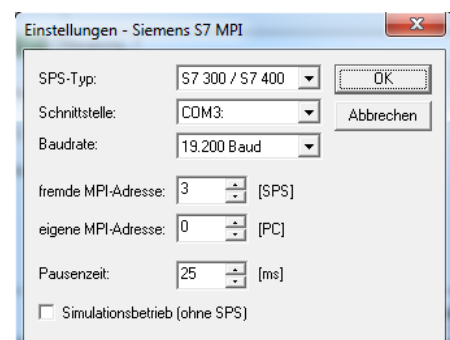 Einstellungen - Siemens S7 MPI
SPS-Typ: S7 300 / S7 400 OK
Schnittstelle: COM3: Abbrechen
Baudrate: 19.200 Baud
fremde MPI-Adresse: 3 [SPS]
eigene MPI-Adresse: 0 [PC]
Pausenzeit: 25 [ms]
Simulationsbetrieb (ohne SPS)